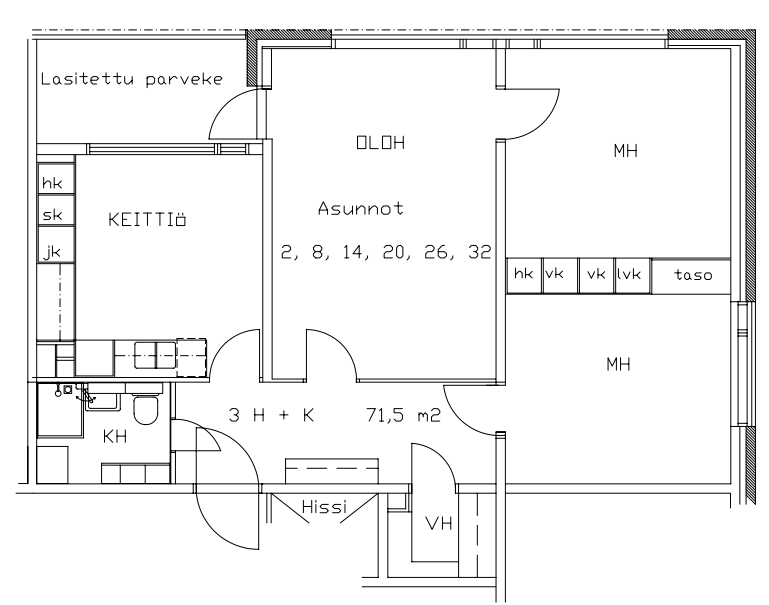 Lasitettu parveke
OLOH
MH
hk
sk
jk
KEITTIö
Asunnot
2, 8, 14, 20, 26, 32
hk vk vk lvk taso
MH
3 H + K 71,5 m2
KH
Hissi
VH